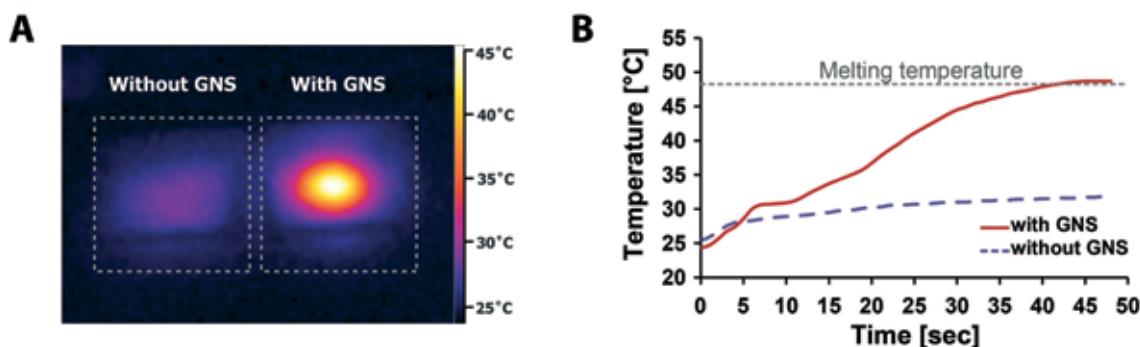 A
Without GNS
With GNS
45°C
40°C
35°C
30°C
25°C
B
Temperature [°C]
55
50
45
40
35
30
25
20
Melting temperature
with GNS
without GNS
0 5 10 15 20 25 30 35 40 45 50
Time [sec]